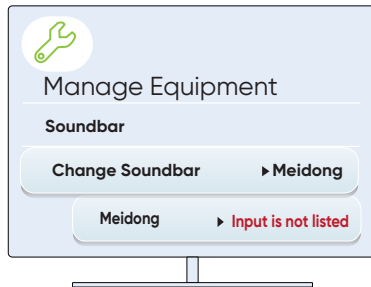 Manage Equipment
Soundbar
Change Soundbar ▸ Meidong
Meidong ▸ Input is not listed